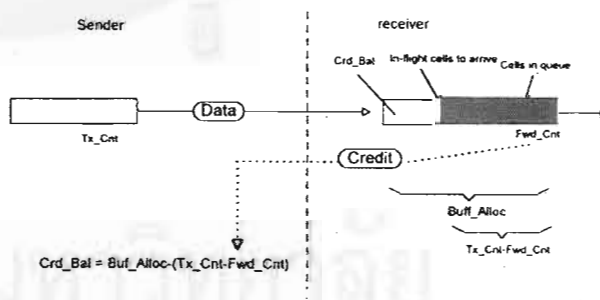 Sender
receiver
Crd_Bal
In-flight cells to arrive
Cells in queue
Data
Tx_Cnt
Fwd_Cnt
Credit
Buff_Alloc
Tx_Cnt-Fwd_Cnt
Crd_Bal = Buf_Alloc-(Tx_Cnt-Fwd_Cnt)